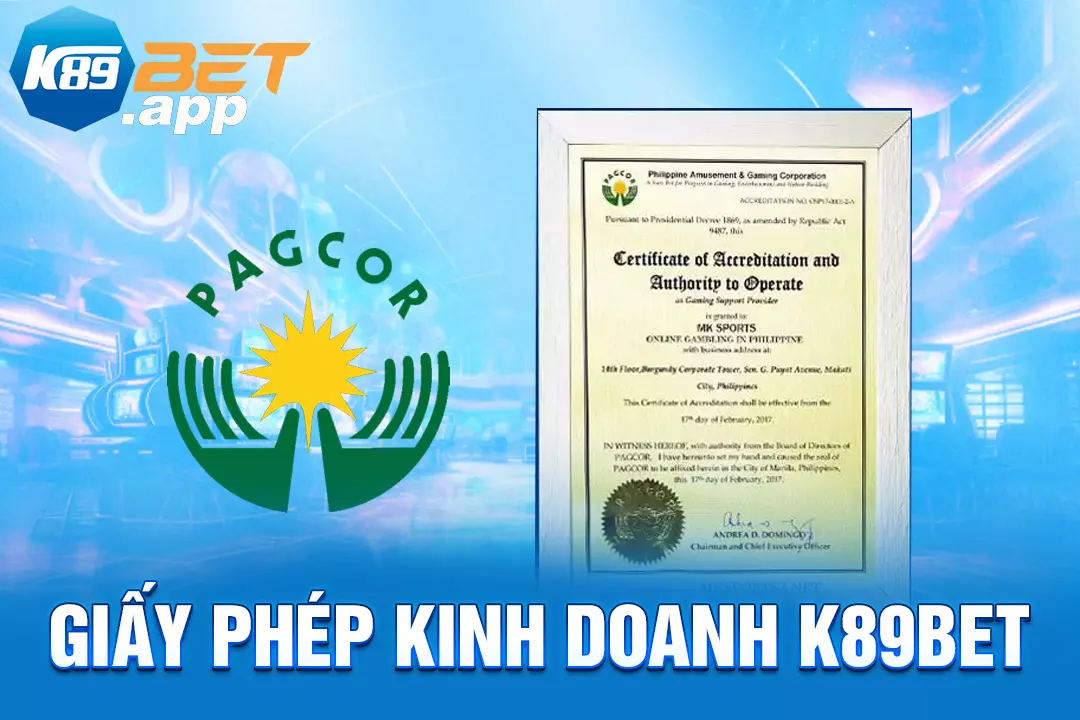 K89BET
.app
PAGCOR
PAGCOR
Philippine Amusement & Gaming Corporation
A Sure Bet for Progress in Gaming, Entertainment and Nation Building
ACCREDITATION NO.
Pursuant to Presidential Decree 1869, as amended by Republic Act
9487, this
Certificate of Accreditation and
Authority to Operate
as Gaming Support Provider
is granted to:
MK SPORTS
ONLINE GAMBLING IN PHILIPPINE
with business address at:
14th Floor,Burgundy Corporate Tower, Sen. G. Puyat Avenue, Makati
City, Philippines
This Certificate of Accreditation shall be effective from the
17th day of February, 2017.
IN WITNESS HEREOF, with authority from the Board of Directors of
PAGCOR, I have hereunto set my hand and caused the seal of
PAGCOR to be affixed herein in the City of Manila, Philippines,
this 17th day of February, 2017.
ANDREA D. DOMINGO
Chairman and Chief Executive Officer
GIẤY PHÉP KINH DOANH K89BET